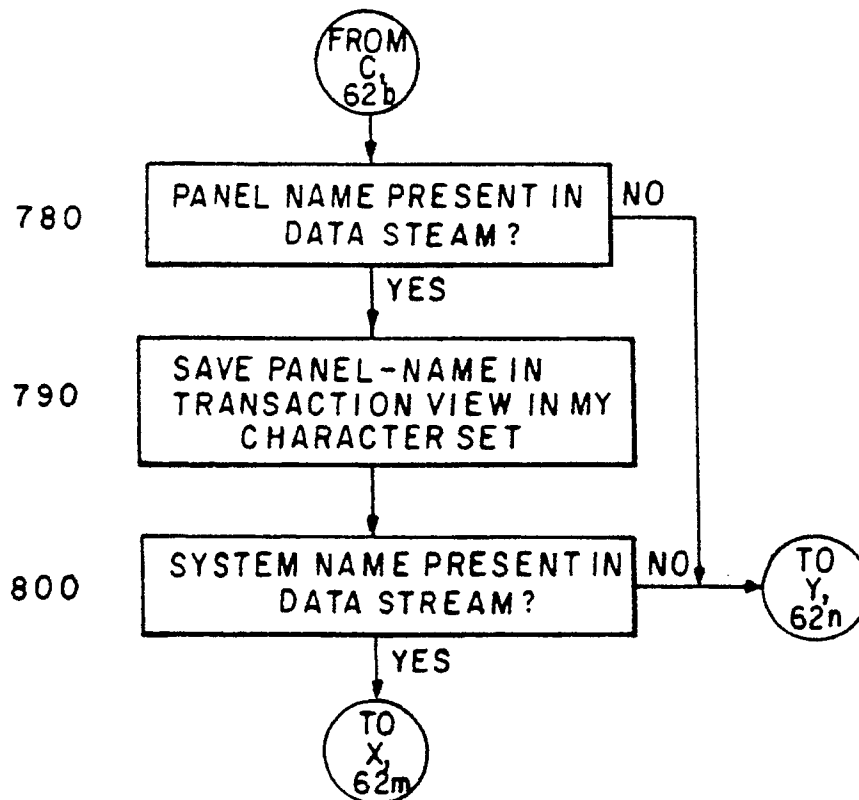 FROM
C,
62b
780
PANEL NAME PRESENT IN
DATA STEAM?
NO
YES
790
SAVE PANEL-NAME IN
TRANSACTION VIEW IN MY
CHARACTER SET
800
SYSTEM NAME PRESENT IN
DATA STREAM?
NO
TO
Y,
62n
YES
TO
X,
62m